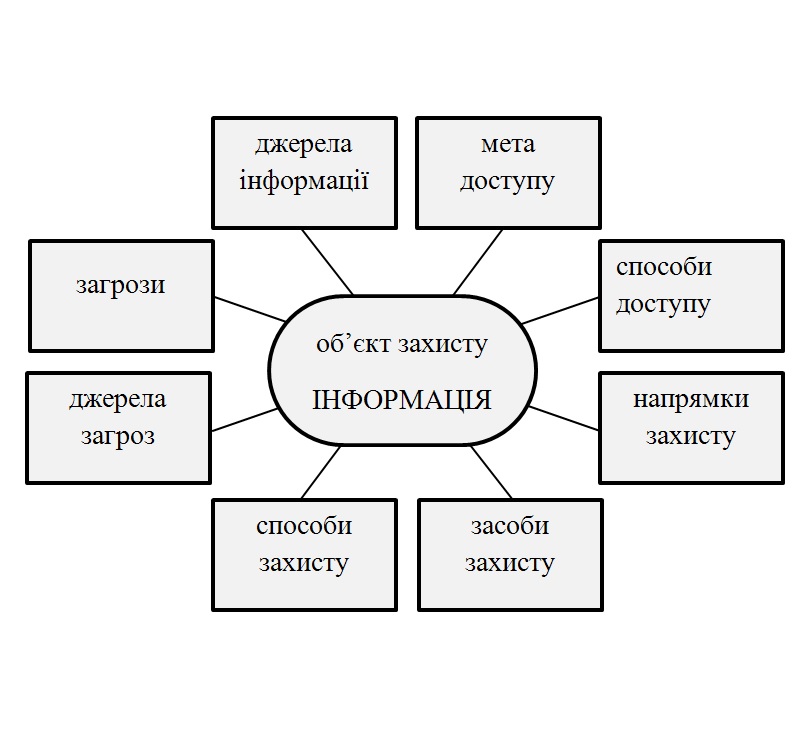 джерела
інформації
мета
доступу
загрози
способи
доступу
об’єкт захисту
ІНФОРМАЦІЯ
джерела
загроз
напрямки
захисту
способи
захисту
засоби
захисту